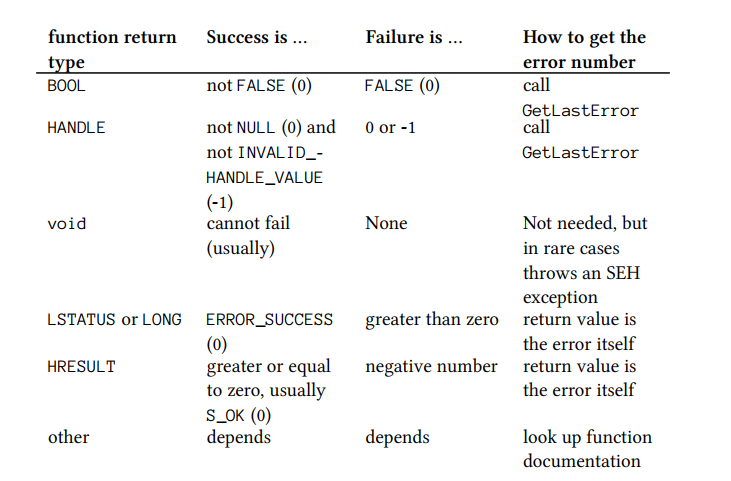 function return type
Success is ...
Failure is ...
How to get the error number
BOOL
not FALSE (0)
FALSE (0)
call
GetLastError
HANDLE
not NULL (0) and
not INVALID_-
HANDLE_VALUE
(-1)
0 or -1
call
GetLastError
void
cannot fail
(usually)
None
Not needed, but
in rare cases
throws an SEH
exception
LSTATUS or LONG
ERROR_SUCCESS
(0)
greater than zero
return value is
the error itself
HRESULT
greater or equal
to zero, usually
S_OK (0)
negative number
return value is
the error itself
other
depends
depends
look up function
documentation